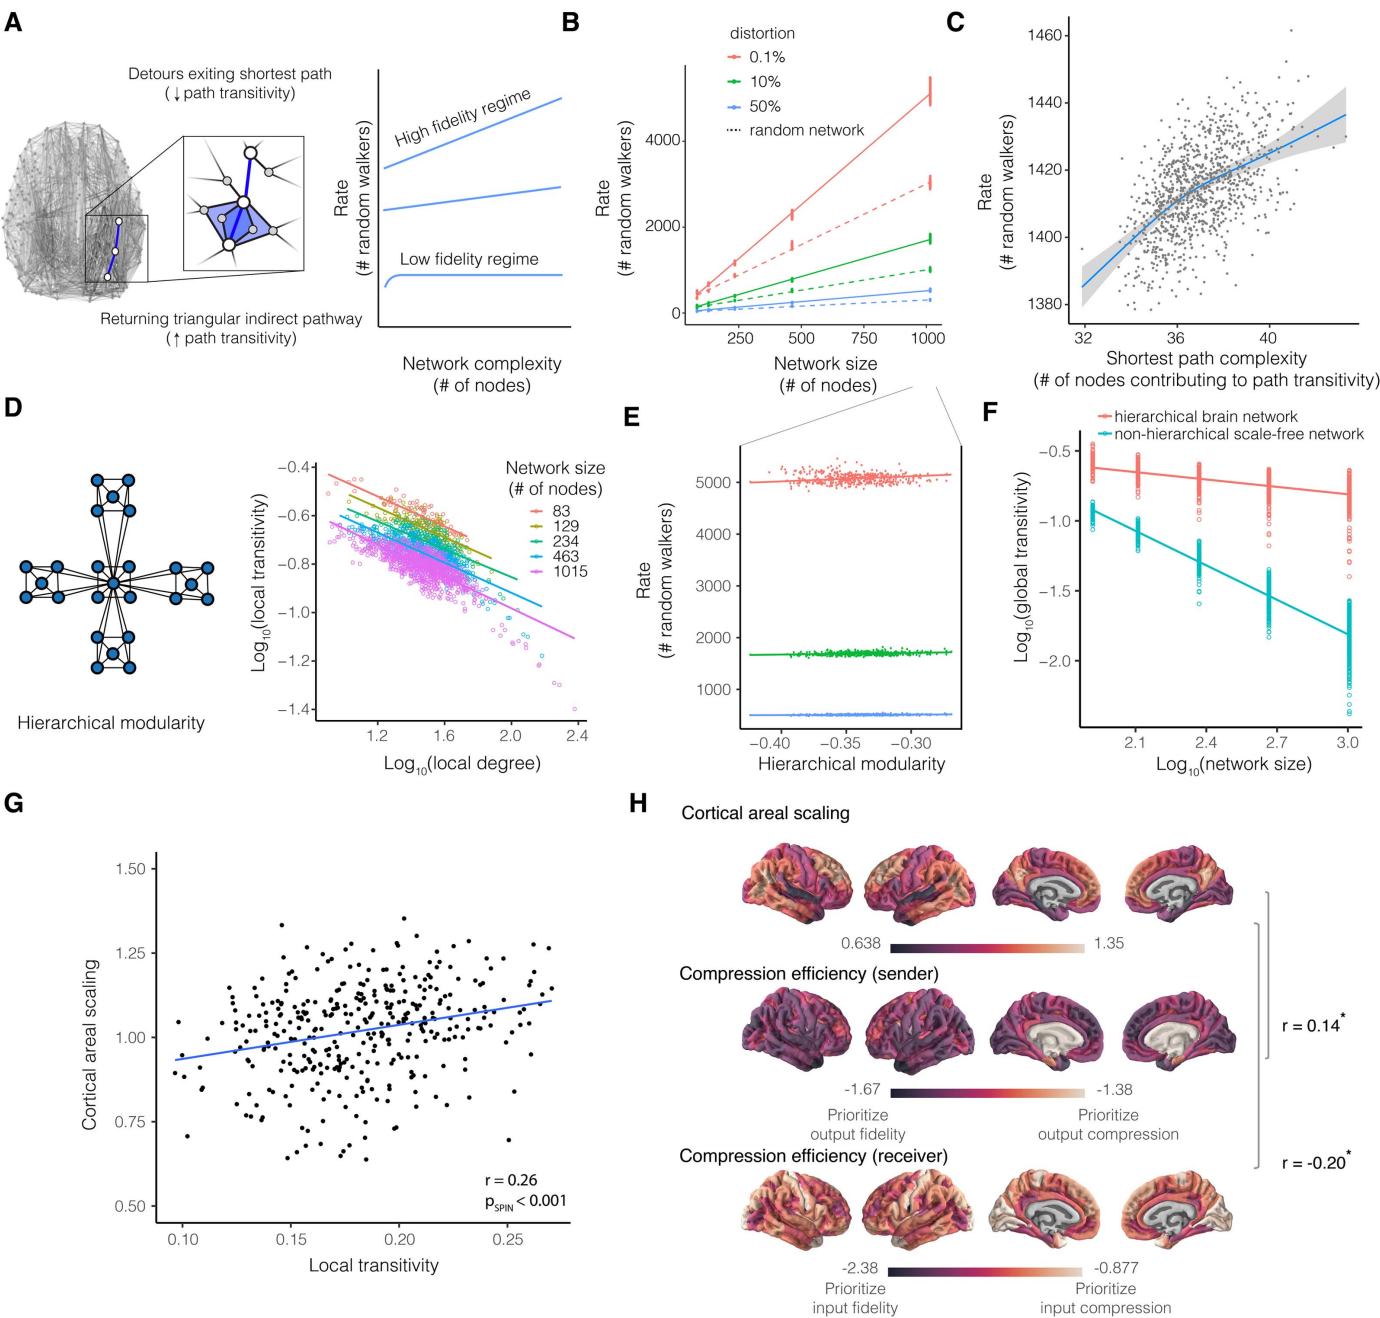 A
Detours exiting shortest path
(↓path transitivity)
Returning triangular indirect pathway
(↑ path transitivity)
Rate
(# random walkers)
High fidelity regime
Low fidelity regime
Network complexity
(# of nodes)
B
distortion
0.1%
10%
50%
random network
Rate
(# random walkers)
4000
2000
0
250
500
750
1000
Network size
(# of nodes)
C
Rate
(# random walkers)
1460
1440
1420
1400
1380
32
36
40
Shortest path complexity
(# of nodes contributing to path transitivity)
D
Hierarchical modularity
Log10(local transitivity)
−0.4
−0.6
−0.8
−1.0
−1.2
−1.4
1.2
1.6
2.0
2.4
Log10(local degree)
Network size
(# of nodes)
83
129
234
463
1015
E
Rate
(# random walkers)
5000
4000
3000
2000
1000
−0.40
−0.35
−0.30
Hierarchical modularity
F
hierarchical brain network
non-hierarchical scale-free network
Log10(global transitivity)
−0.5
−1.0
−1.5
−2.0
2.1
2.4
2.7
3.0
Log10(network size)
G
Cortical areal scaling
1.50
1.25
1.00
0.75
0.50
0.10
0.15
0.20
0.25
Local transitivity
r = 0.26
pSPIN < 0.001
H
Cortical areal scaling
0.638
1.35
Compression efficiency (sender)
-1.67
-1.38
Prioritize
output fidelity
Prioritize
output compression
Compression efficiency (receiver)
-2.38
-0.877
Prioritize
input fidelity
Prioritize
input compression
r = 0.14*
r = -0.20*